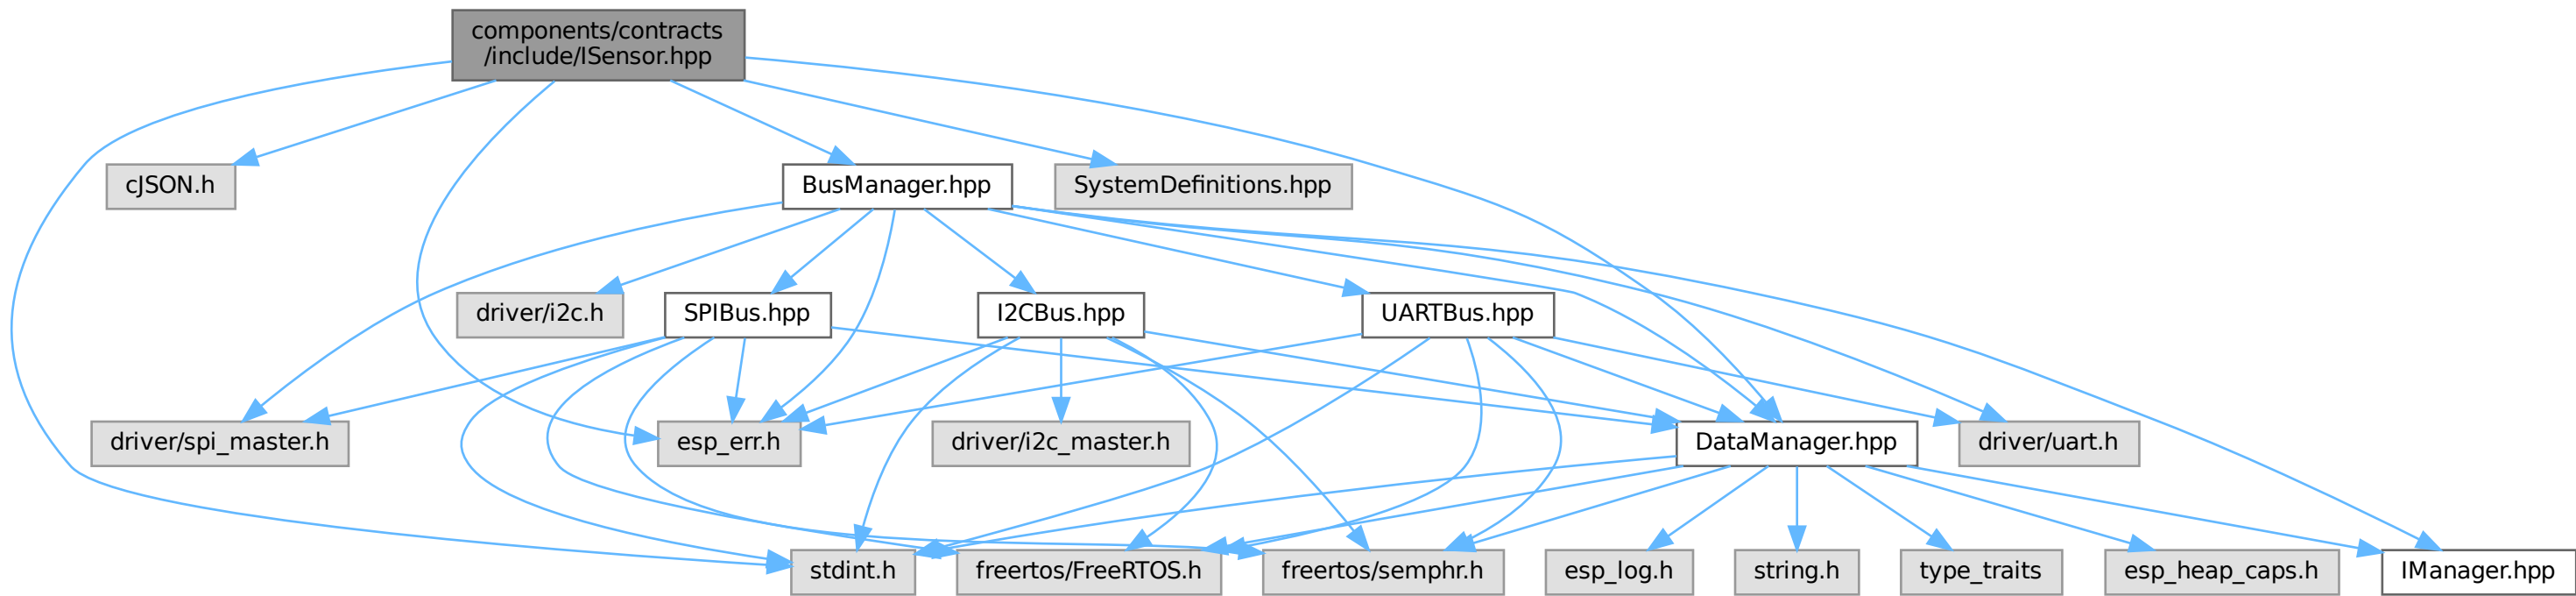 components/contracts
/include/ISensor.hpp
cJSON.h
BusManager.hpp
SystemDefinitions.hpp
driver/i2c.h
SPIBus.hpp
I2CBus.hpp
UARTBus.hpp
driver/spi_master.h
esp_err.h
driver/i2c_master.h
DataManager.hpp
driver/uart.h
stdint.h
freertos/FreeRTOS.h
freertos/semphr.h
esp_log.h
string.h
type_traits
esp_heap_caps.h
IManager.hpp